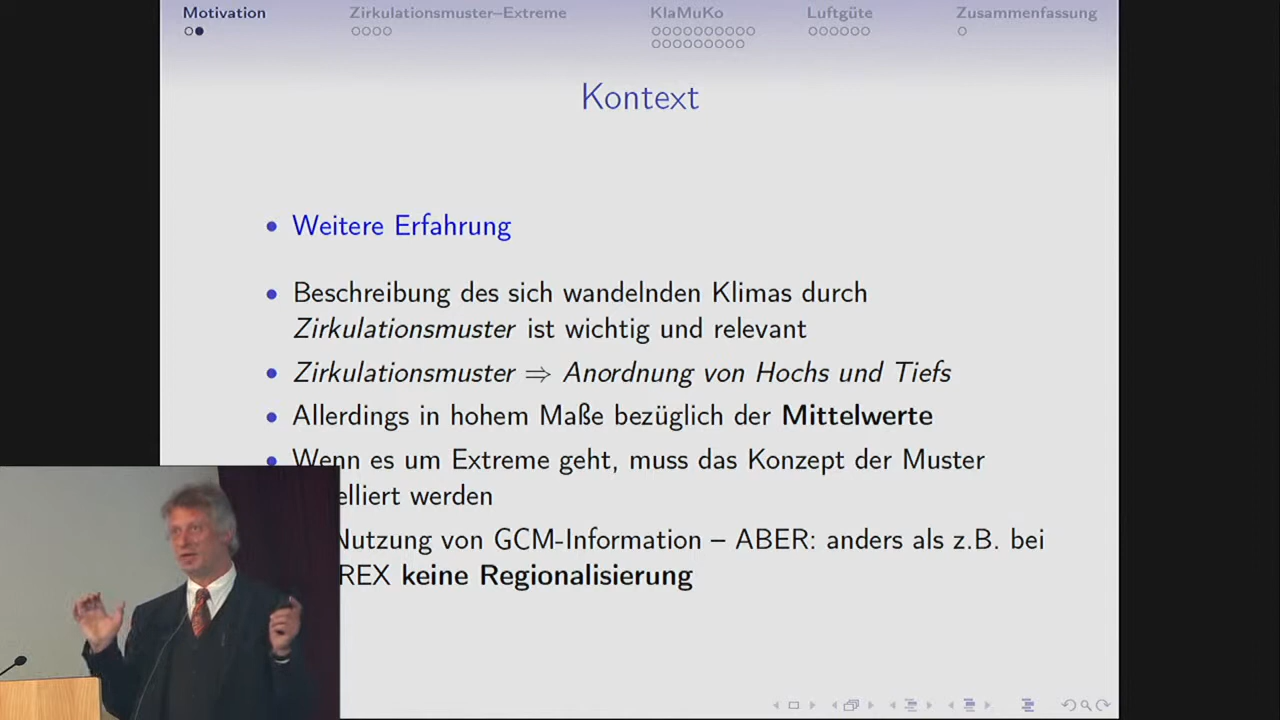 Motivation Zirkulationsmuster–Extreme KlaMuKo Luftgüte Zusammenfassung
Kontext
Weitere Erfahrung
Beschreibung des sich wandelnden Klimas durch
Zirkulationsmuster ist wichtig und relevant
Zirkulationsmuster ⇒ Anordnung von Hochs und Tiefs
Allerdings in hohem Maße bezüglich der Mittelwerte
Wenn es um Extreme geht, muss das Konzept der Muster
elliert werden
Nutzung von GCM-Information – ABER: anders als z.B. bei
REX keine Regionalisierung